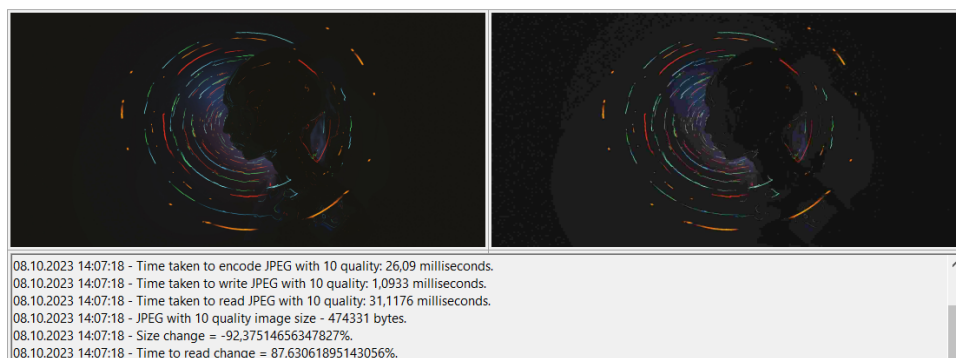 08.10.2023 14:07:18 - Time taken to encode JPEG with 10 quality: 26,09 milliseconds.
08.10.2023 14:07:18 - Time taken to write JPEG with 10 quality: 1,0933 milliseconds.
08.10.2023 14:07:18 - Time taken to read JPEG with 10 quality: 31,1176 milliseconds.
08.10.2023 14:07:18 - JPEG with 10 quality image size - 474331 bytes.
08.10.2023 14:07:18 - Size change = -92,37514656347827%.
08.10.2023 14:07:18 - Time to read change = 87.63061895143056%.